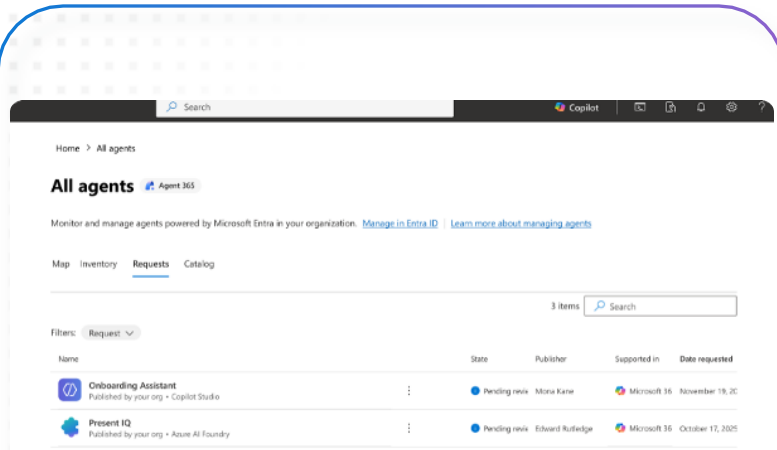 Search
Copilot
?
Home > All agents
All agents Agent 365
Monitor and manage agents powered by Microsoft Entra in your organization. Manage in Entra ID | Learn more about managing agents
Map Inventory Requests Catalog
3 items Search
Filters: Request
Name State Publisher Supported in Date requested
Onboarding Assistant
Published by your org • Copilot Studio
Pending revie Mona Kane Microsoft 36 November 19, 20
Present IQ
Published by your org • Azure AI Foundry
Pending revie Edward Rutledge Microsoft 36 October 17, 2025